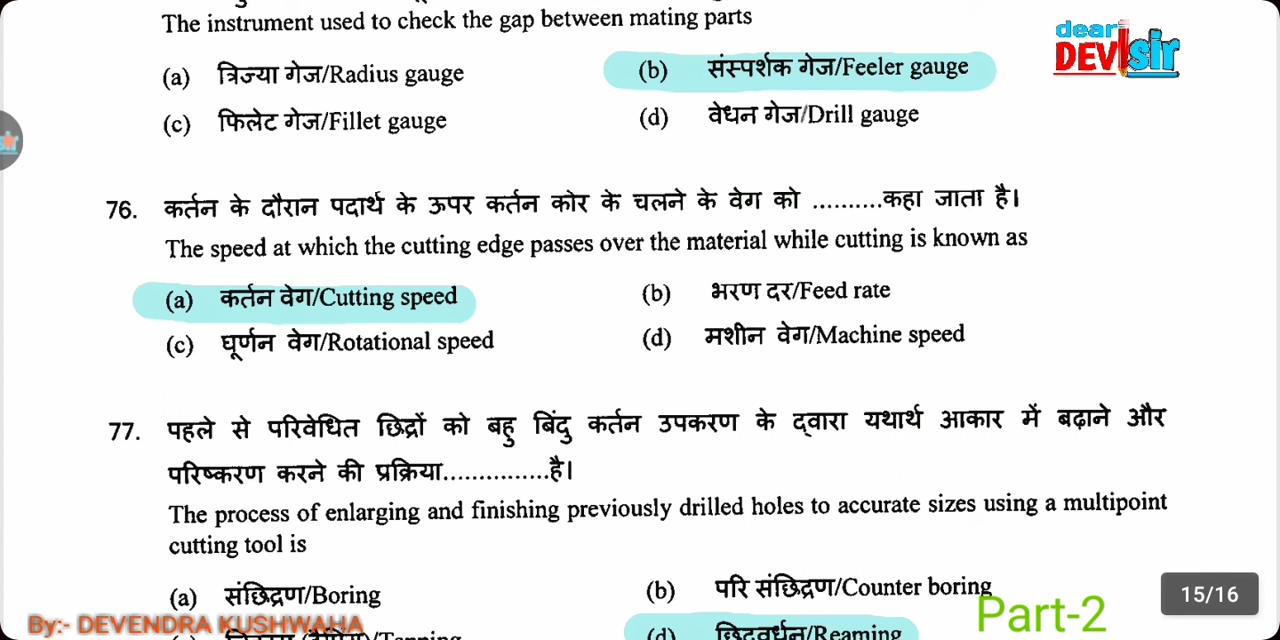 The instrument used to check the gap between mating parts
dear
DEVI sir
(a) त्रिज्या गेज/Radius gauge
(b) संस्पर्शक गेज/Feeler gauge
(c) फिलेट गेज/Fillet gauge
(d) वेधन गेज/Drill gauge
76. कर्तन के दौरान पदार्थ के ऊपर कर्तन कोर के चलने के वेग को ..........कहा जाता है।
The speed at which the cutting edge passes over the material while cutting is known as
(a) कर्तन वेग/Cutting speed
(b) भरण दर/Feed rate
(c) घूर्णन वेग/Rotational speed
(d) मशीन वेग/Machine speed
77. पहले से परिवेधित छिद्रों को बहु बिंदु कर्तन उपकरण के द्वारा यथार्थ आकार में बढ़ाने और
परिष्करण करने की प्रक्रिया...............है।
The process of enlarging and finishing previously drilled holes to accurate sizes using a multipoint
cutting tool is
(a) संछिद्रण/Boring
(b) परि संछिद्रण/Counter boring
15/16
Part-2
By:- DEVENDRA KUSHWAHA
/Tapping
(d) छिद्रवर्धन/Reaming